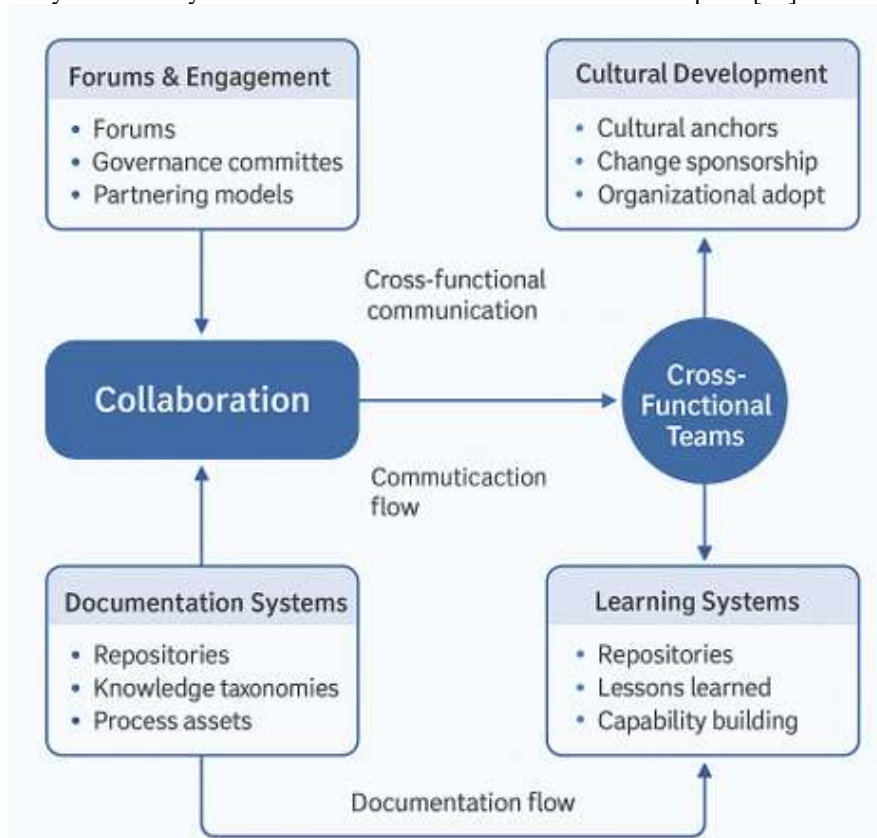 Forums & Engagement
• Forums
• Governance committes
• Partnering models
Cultural Development
• Cultural anchors
• Change sponsorship
• Organizational adopt
Cross-functional
communication
Collaboration
Cross-
Functional
Teams
Commuticaction
flow
Documentation Systems
• Repositories
• Knowledge taxonomies
• Process assets
Learning Systems
• Repositories
• Lessons learned
• Capability building
Documentation flow